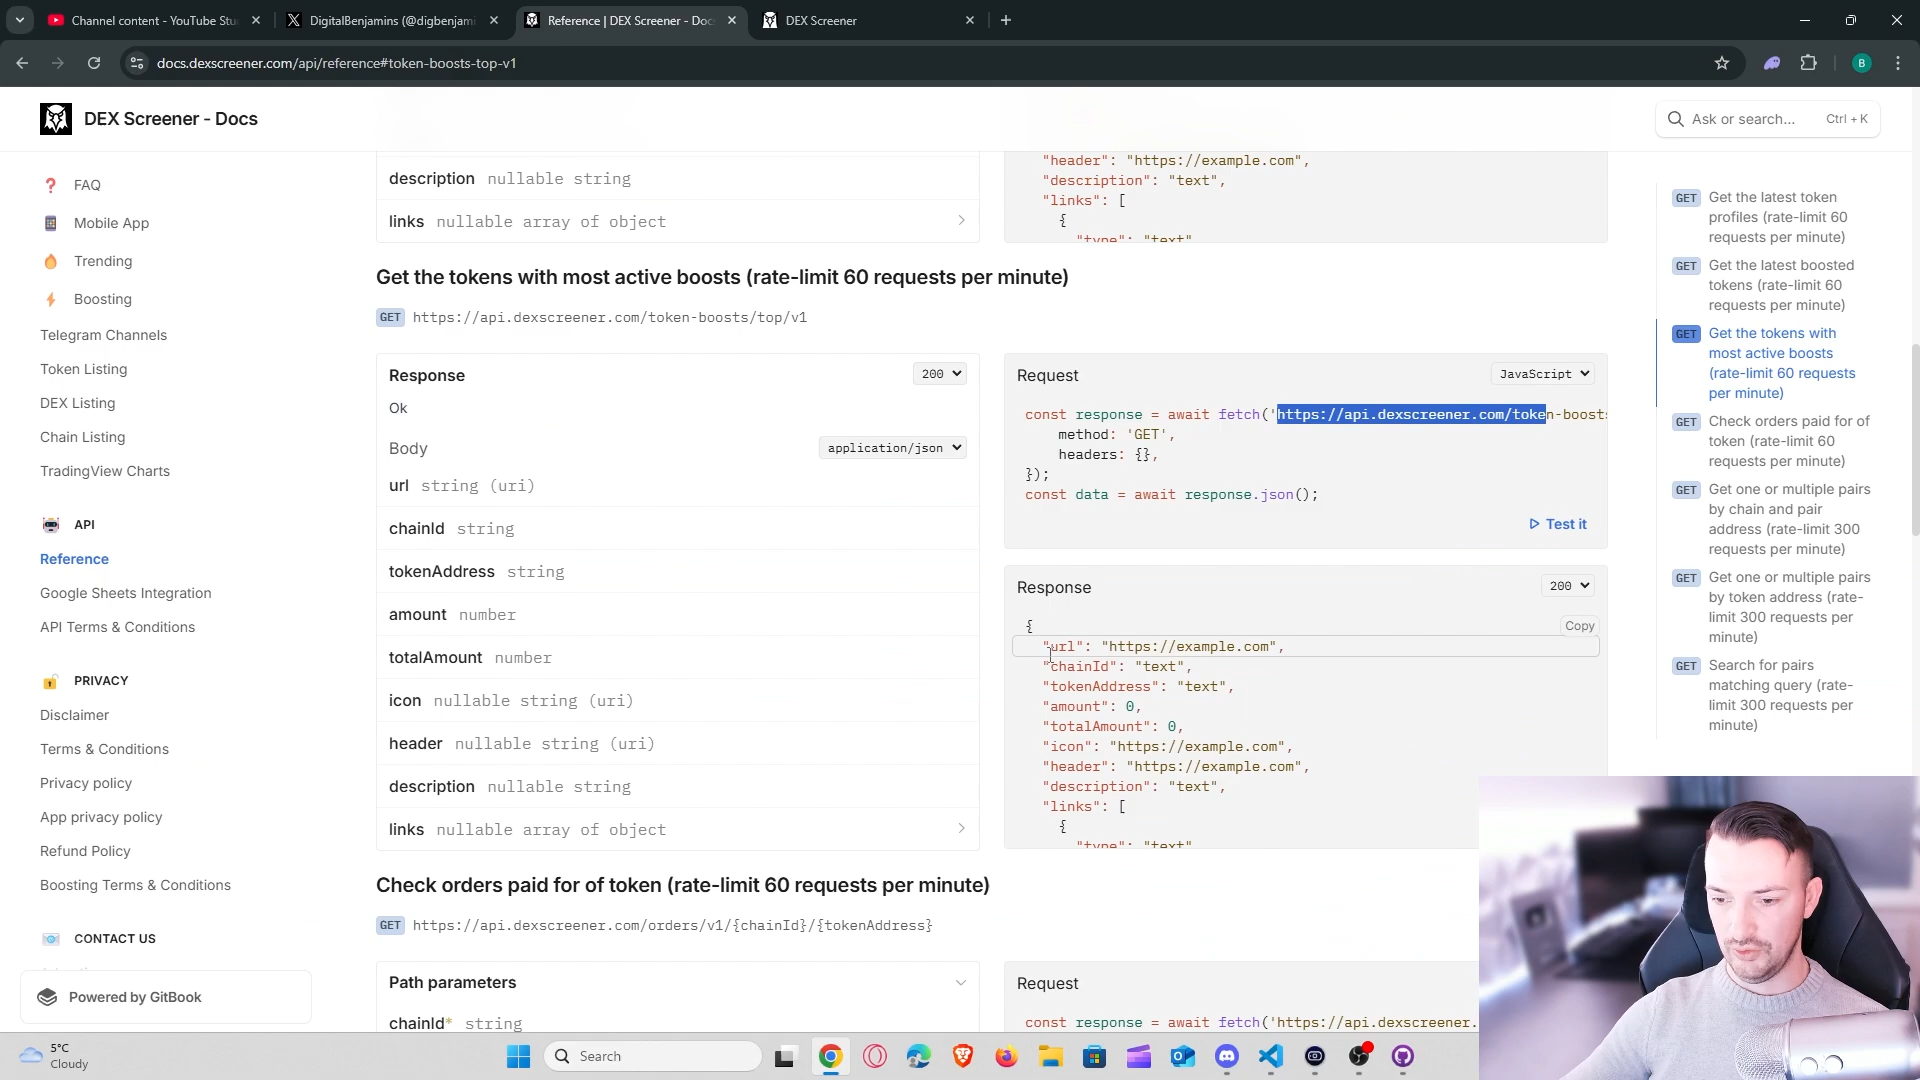 Channel content - YouTube Stu
DigitalBenjamins (@digbenjami
Reference | DEX Screener - Doc
DEX Screener
docs.dexscreener.com/api/reference#token-boosts-top-v1
B
DEX Screener - Docs
Ask or search...
Ctrl + K
FAQ
Mobile App
Trending
Boosting
Telegram Channels
Token Listing
DEX Listing
Chain Listing
TradingView Charts
API
Reference
Google Sheets Integration
API Terms & Conditions
PRIVACY
Disclaimer
Terms & Conditions
Privacy policy
App privacy policy
Refund Policy
Boosting Terms & Conditions
CONTACT US
Powered by GitBook
description nullable string
links nullable array of object
"header": "https://example.com",
"description": "text",
"links": [
{
"type": "text"
Get the tokens with most active boosts (rate-limit 60 requests per minute)
GET https://api.dexscreener.com/token-boosts/top/v1
Response
200
Ok
Body
application/json
url string (uri)
chainId string
tokenAddress string
amount number
totalAmount number
icon nullable string (uri)
header nullable string (uri)
description nullable string
links nullable array of object
Request
JavaScript
const response = await fetch('https://api.dexscreener.com/token-boosts
method: 'GET',
headers: {},
});
const data = await response.json();
Test it
Response
200
Copy
{
"url": "https://example.com",
"chainId": "text",
"tokenAddress": "text",
"amount": 0,
"totalAmount": 0,
"icon": "https://example.com",
"header": "https://example.com",
"description": "text",
"links": [
{
"type": "text"
Check orders paid for of token (rate-limit 60 requests per minute)
GET https://api.dexscreener.com/orders/v1/{chainId}/{tokenAddress}
Path parameters
chainId* string
Request
const response = await fetch('https://api.dexscreener.
GET Get the latest token
profiles (rate-limit 60
requests per minute)
GET Get the latest boosted
tokens (rate-limit 60
requests per minute)
GET Get the tokens with
most active boosts
(rate-limit 60 requests
per minute)
GET Check orders paid for of
token (rate-limit 60
requests per minute)
GET Get one or multiple pairs
by chain and pair
address (rate-limit 300
requests per minute)
GET Get one or multiple pairs
by token address (rate-
limit 300 requests per
minute)
GET Search for pairs
matching query (rate-
limit 300 requests per
minute)
5°C
Cloudy
Search